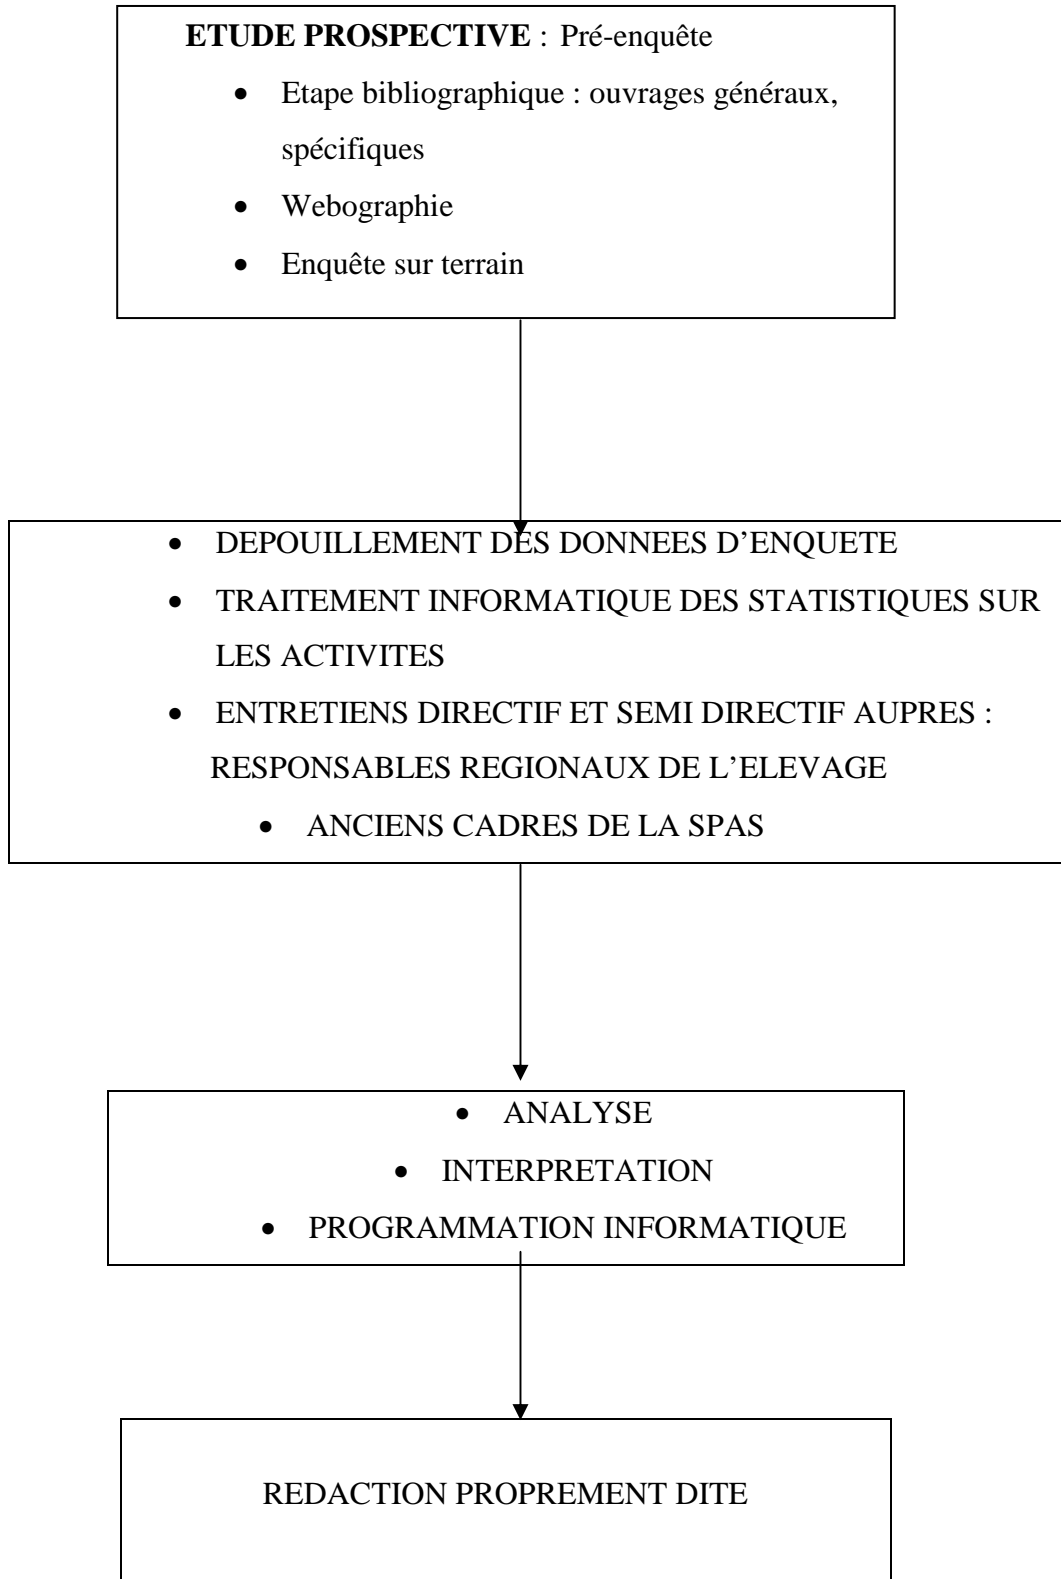 ETUDE PROSPECTIVE : Pré-enquête
• Etape bibliographique : ouvrages généraux,
spécifiques
• Webographie
• Enquête sur terrain
• DEPOUILLEMENT DES DONNEES D’ENQUETE
• TRAITEMENT INFORMATIQUE DES STATISTIQUES SUR
LES ACTIVITES
• ENTRETIENS DIRECTIF ET SEMI DIRECTIF AUPRES :
RESPONSABLES REGIONAUX DE L’ELEVAGE
• ANCIENS CADRES DE LA SPAS
• ANALYSE
• INTERPRETATION
• PROGRAMMATION INFORMATIQUE
REDACTION PROPREMENT DITE